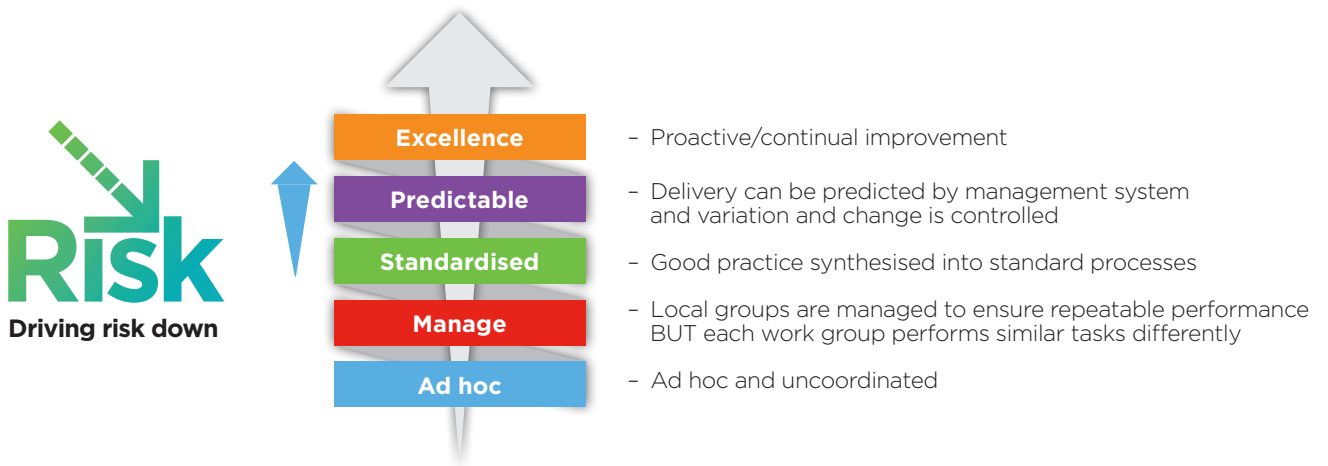 Risk
Driving risk down
Excellence
– Proactive/continual improvement
Predictable
– Delivery can be predicted by management system
and variation and change is controlled
Standardised
– Good practice synthesised into standard processes
Manage
– Local groups are managed to ensure repeatable performance
BUT each work group performs similar tasks differently
Ad hoc
– Ad hoc and uncoordinated